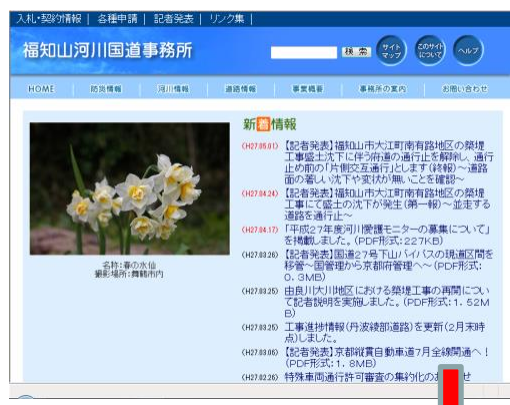 入札・契約情報| 各種申請| 記者発表| リンク集|
福知山河川国道事務所
検 索
サイトマップ
このサイトについて
ヘルプ
HOME 防災情報 河川情報 道路情報 事業概要 事務所の案内 お問い合わせ
新着情報
(H27.05.01) 【記者発表】福知山市大江町南有路地区の築堤
工事盛土沈下に伴う府道の通行止を解除し、通行
止め前の「片側交互通行」とします(終報)～道路
面の著しい沈下や変状が無いことを確認～
(H27.04.24) 【記者発表】福知山市大江町南有路地区の築堤
工事にて盛土の沈下が発生(第一報)～並走する
道路を通行止～
(H27.04.17) 「平成27年度河川愛護モニターの募集について」
を掲載しました。(PDF形式:227KB)
(H27.03.26) 【記者発表】国道27号下山バイパスの現道区間を
移管～国管理から京都府管理へ～(PDF形式:
0.3MB)
名称:春の水仙
撮影場所:舞鶴市内
(H27.03.25) 由良川大川地区における築堤工事の再開につい
て記者説明を実施しました。(PDF形式:1.52M
B)
(H27.03.25) 工事進捗情報(丹波綾部道路)を更新(2月末時
点)しました。
(H27.03.06) 【記者発表】京都縦貫自動車道7月全線開通へ!
(PDF形式:1.8MB)
(H27.02.26) 特殊車両通行許可審査の集約化のお せ